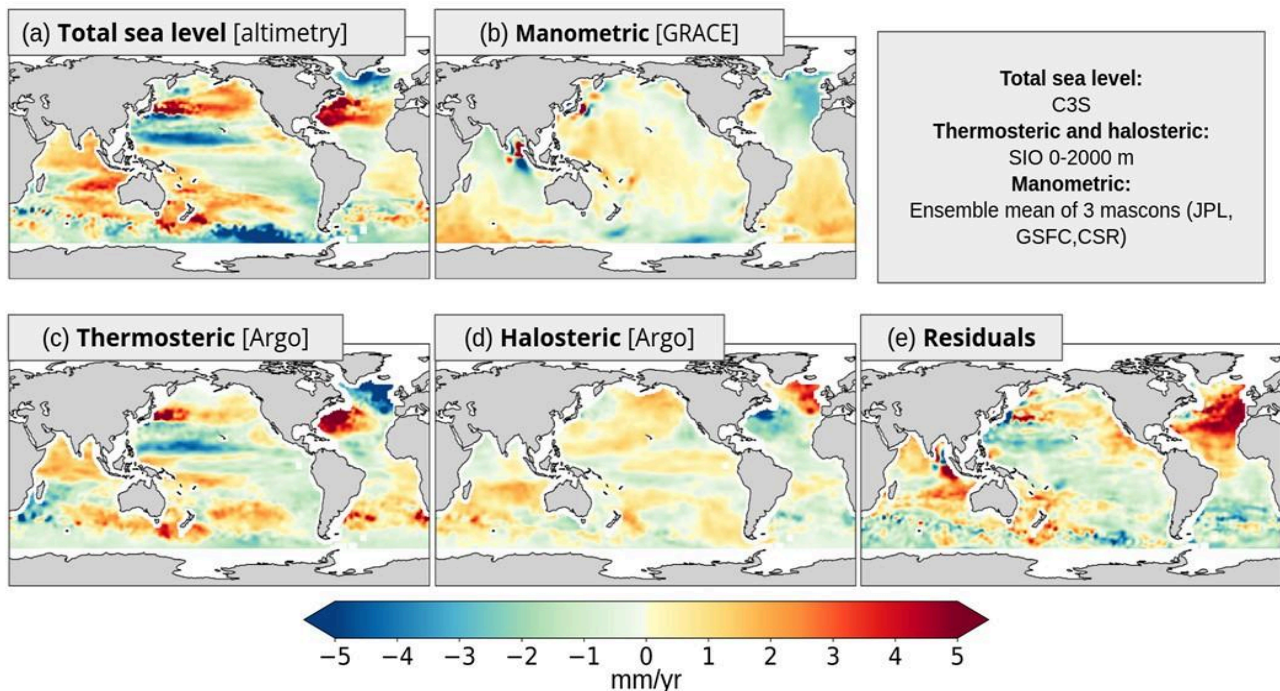 (a) Total sea level [altimetry]
(b) Manometric [GRACE]
Total sea level:
C3S
Thermosteric and halosteric:
SIO 0-2000 m
Manometric:
Ensemble mean of 3 mascons (JPL,
GSFC,CSR)
(c) Thermosteric [Argo]
(d) Halosteric [Argo]
(e) Residuals
−5 −4 −3 −2 −1 0 1 2 3 4 5
mm/yr